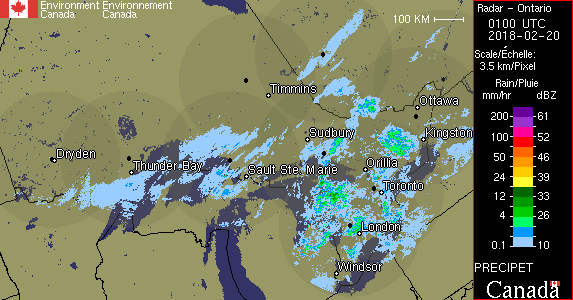 Environment Environnement
Canada Canada
100 KM
Timmins
Ottawa
Sudbury
Kingston
Dryden
Thunder Bay
Sault Ste. Marie
Orillia
Toronto
London
Windsor
Radar - Ontario
0100 UTC
2018-02-20
Scale/Échelle:
3.5 km/Pixel
Rain/Pluie
mm/hr dBZ
200 61
100 52
50 46
24 39
12 33
4 26
0.1 10
PRECIPET
Canada